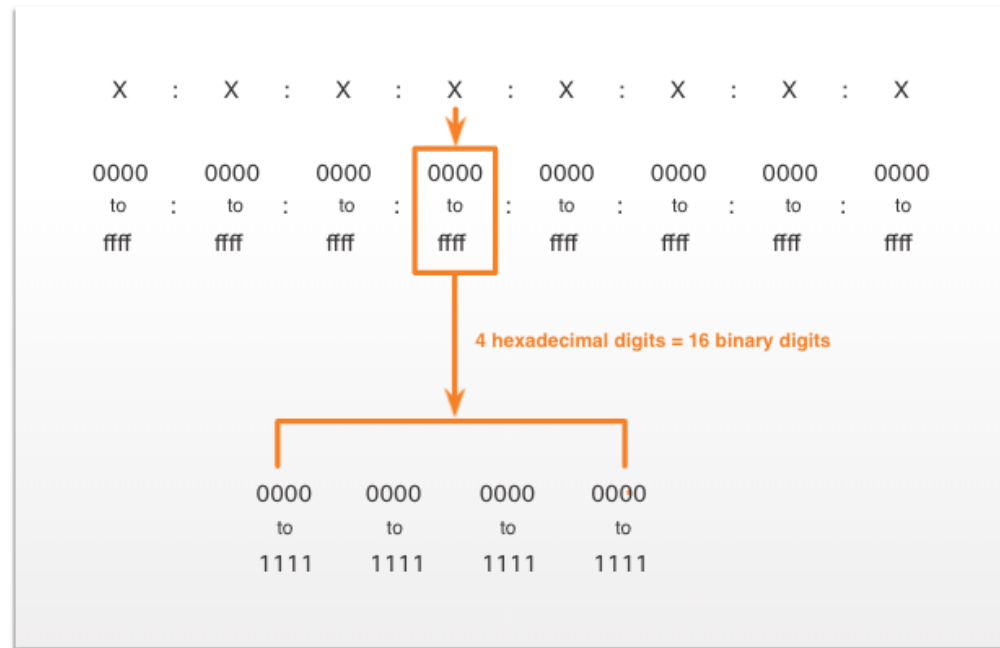 X : X : X : X : X : X : X : X
0000 0000 0000 0000 0000 0000 0000 0000
to : to : to : to : to : to : to : to
ffff ffff ffff ffff ffff ffff ffff ffff
4 hexadecimal digits = 16 binary digits
0000 0000 0000 0000
to to to to
1111 1111 1111 1111